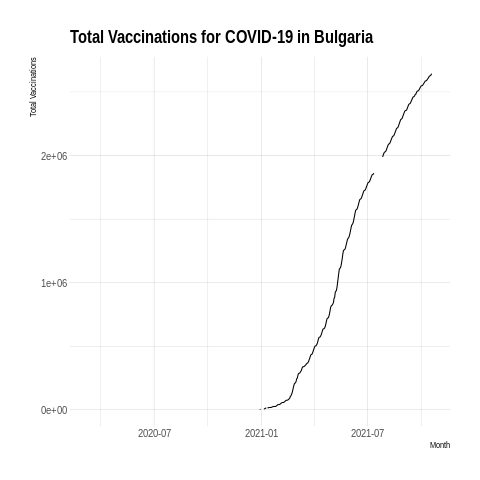 Total Vaccinations for COVID-19 in Bulgaria
Total Vaccinations
2e+06
1e+06
0e+00
2020-07
2021-01
2021-07
Month